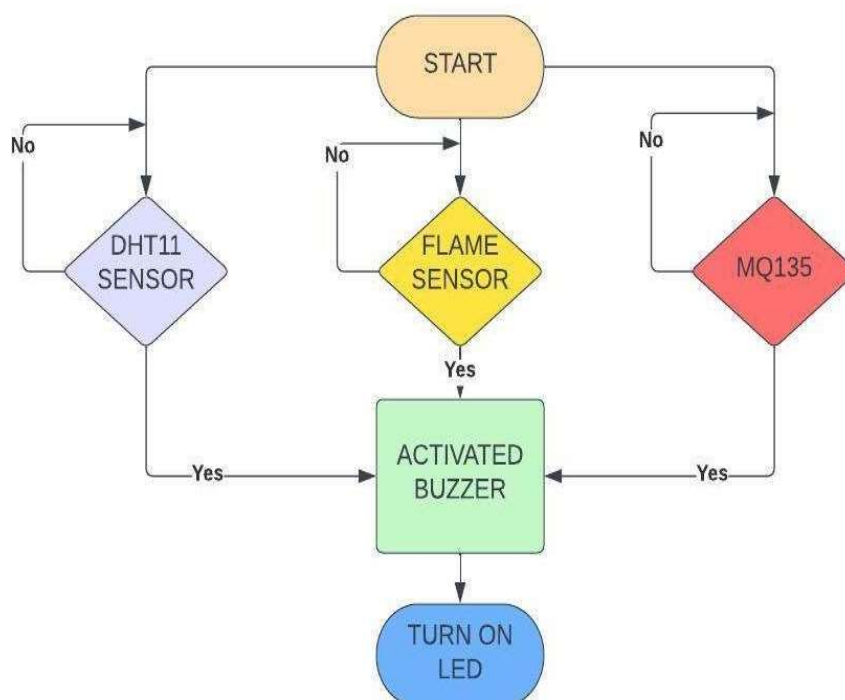 START
No
No
No
DHT11
SENSOR
FLAME
SENSOR
MQ135
Yes
ACTIVATED
BUZZER
Yes
Yes
TURN ON
LED